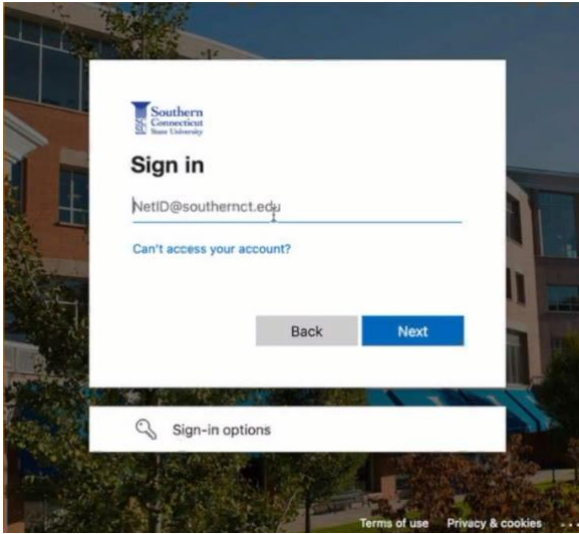 Southern
Connecticut
State University
Sign in
NetID@southernct.edu
Can't access your account?
Back Next
Sign-in options
Terms of use Privacy & cookies ...